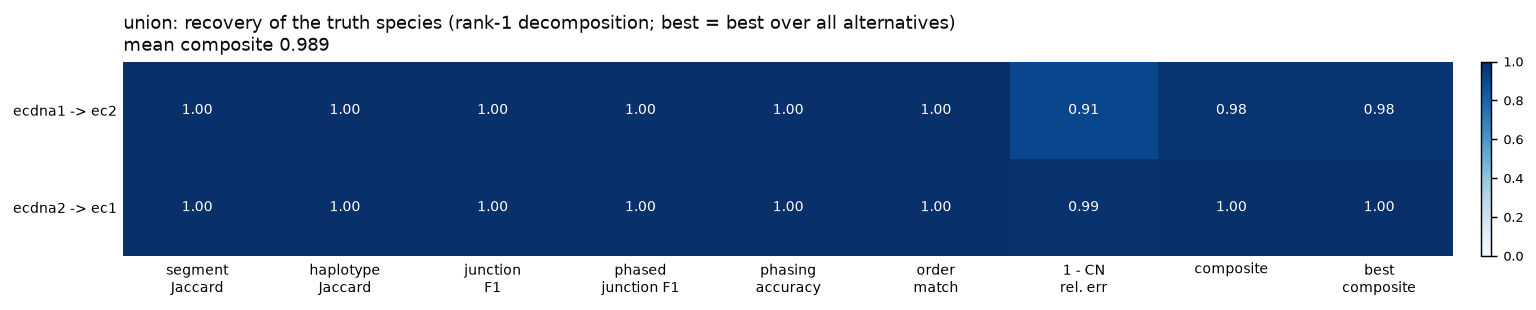 union: recovery of the truth species (rank-1 decomposition; best = best over all alternatives)
mean composite 0.989
ecdna1 -> ec2
1.00 1.00 1.00 1.00 1.00 1.00 0.91 0.98 0.98
ecdna2 -> ec1
1.00 1.00 1.00 1.00 1.00 1.00 0.99 1.00 1.00
segment
Jaccard
haplotype
Jaccard
junction
F1
phased
junction F1
phasing
accuracy
order
match
1 - CN
rel. err
composite
best
composite
1.0
0.8
0.6
0.4
0.2
0.0